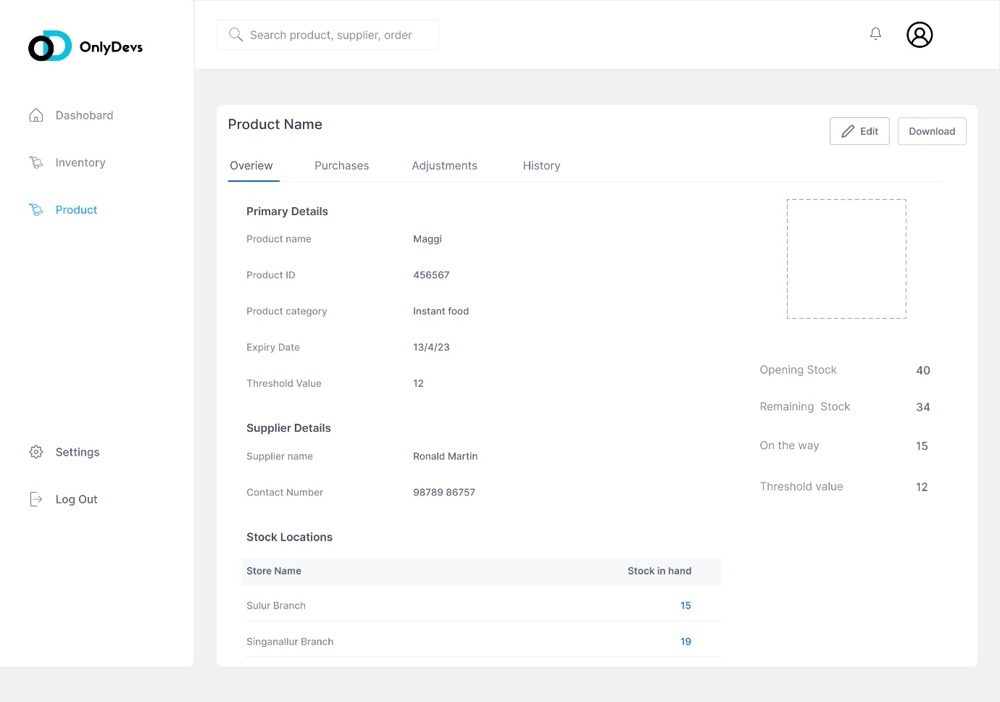 OnlyDevs
Search product, supplier, order
Dashobard
Inventory
Product
Settings
Log Out
Product Name
Edit
Download
Overiew
Purchases
Adjustments
History
Primary Details
Product name Maggi
Product ID 456567
Product category Instant food
Expiry Date 13/4/23
Threshold Value 12
Opening Stock 40
Remaining Stock 34
On the way 15
Threshold value 12
Supplier Details
Supplier name Ronald Martin
Contact Number 98789 86757
Stock Locations
Store Name Stock in hand
Sulur Branch 15
Singanallur Branch 19